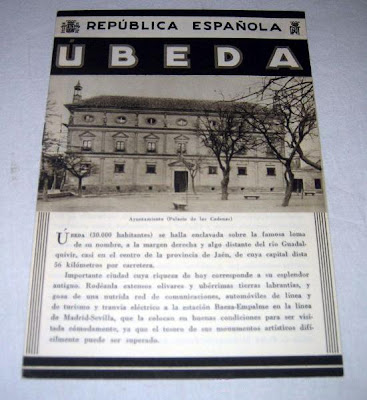 REPÚBLICA ESPAÑOLA
ÚBEDA
Ayuntamiento (Palacio de las Cadenas)
ÚBEDA (30.000 habitantes) se halla enclavada sobre la famosa loma
de su nombre, a la margen derecha y algo distante del río Guadal-
quivir, casi en el centro de la provincia de Jaén, de cuya capital dista
56 kilómetros por carretera.
Importante ciudad cuya riqueza de hoy corresponde a su esplendor
antiguo. Rodéanla extensos olivares y ubérrimas tierras labrantías, y
goza de una nutrida red de comunicaciones, automóviles de línea y
de turismo y tranvía eléctrico a la estación Baeza-Empalme en la línea
de Madrid-Sevilla, que la colocan en buenas condiciones para ser visi-
tada cómodamente, ya que el tesoro de sus monumentos artísticos difí-
cilmente puede ser superado.